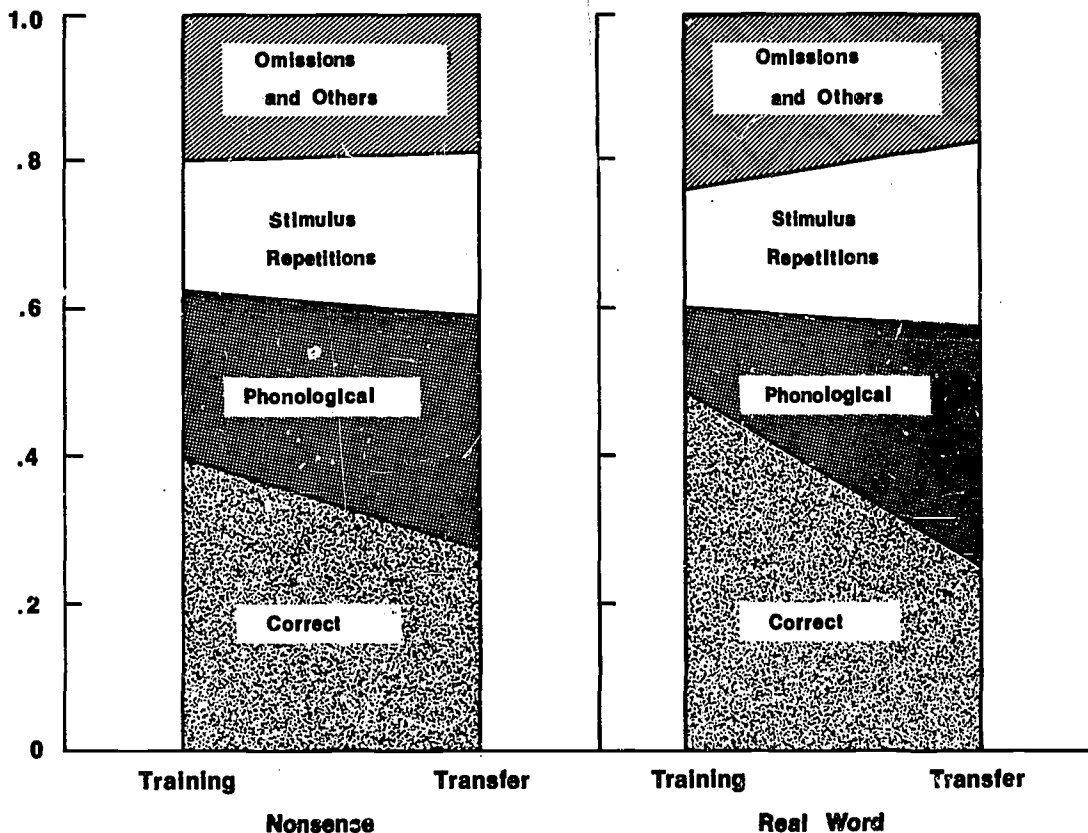 1.0
.8
.6
.4
.2
0
Omissions
and Others
Stimulus
Repetitions
Phonological
Correct
Training Transfer
Nonsense
Omissions
and Others
Stimulus
Repetitions
Phonological
Correct
Training Transfer
Real Word